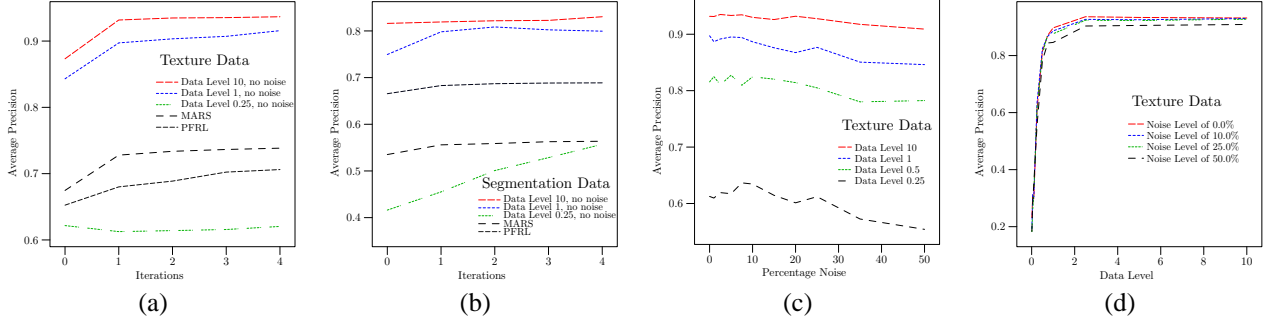 Average Precision
0.9
0.8
0.7
0.6
Texture Data
Data Level 10, no noise
Data Level 1, no noise
Data Level 0.25, no noise
MARS
PFRL
0 1 2 3 4
Iterations
(a)
Average Precision
0.8
0.7
0.6
0.5
0.4
Segmentation Data
Data Level 10, no noise
Data Level 1, no noise
Data Level 0.25, no noise
MARS
PFRL
0 1 2 3 4
Iterations
(b)
Average Precision
0.9
0.8
0.7
0.6
Texture Data
Data Level 10
Data Level 1
Data Level 0.5
Data Level 0.25
0 10 20 30 40 50
Percentage Noise
(c)
Average Precision
0.8
0.6
0.4
0.2
Texture Data
Noise Level of 0.0%
Noise Level of 10.0%
Noise Level of 25.0%
Noise Level of 50.0%
0 2 4 6 8 10
Data Level
(d)